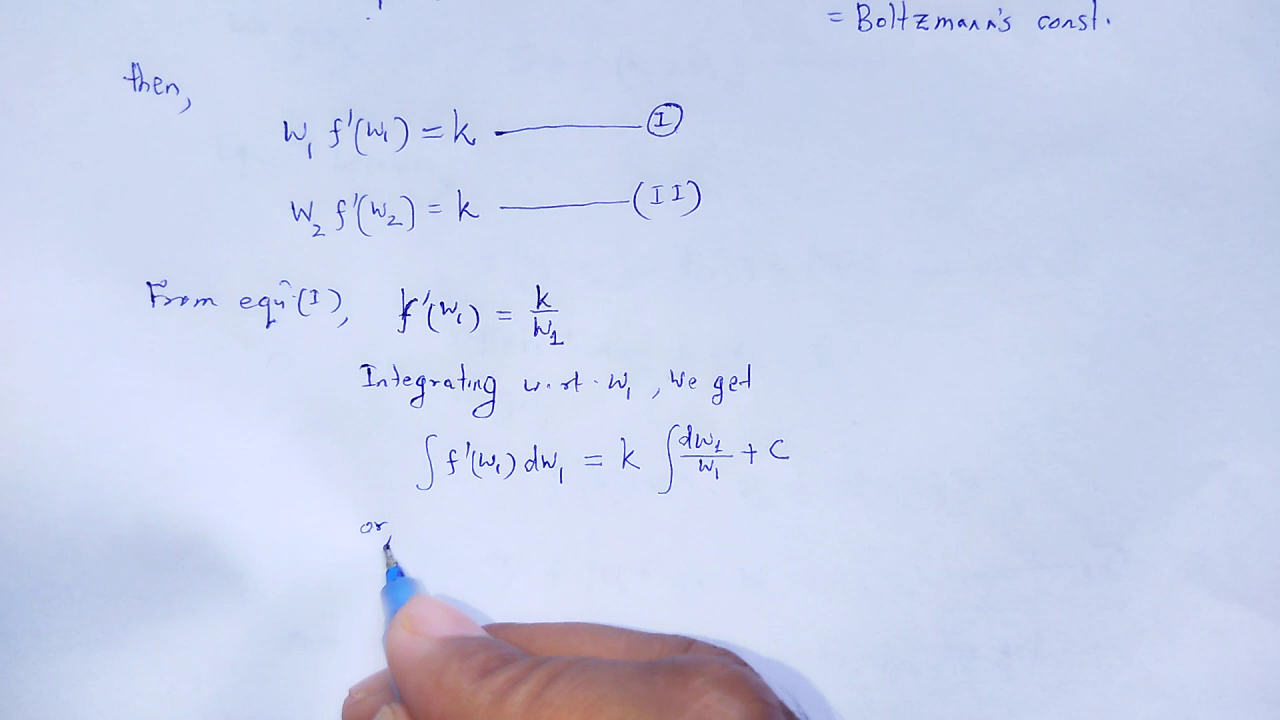 = Boltzmann's const.
then,
W₁ f'(W₁) = k ———— (I)
W₂ f'(W₂) = k ———— (II)
From eqⁿ (I), f'(W₁) = k/W₁
Integrating w.r.t. W₁, We get
∫ f'(W₁) dW₁ = k ∫ dW₁/W₁ + C
or,